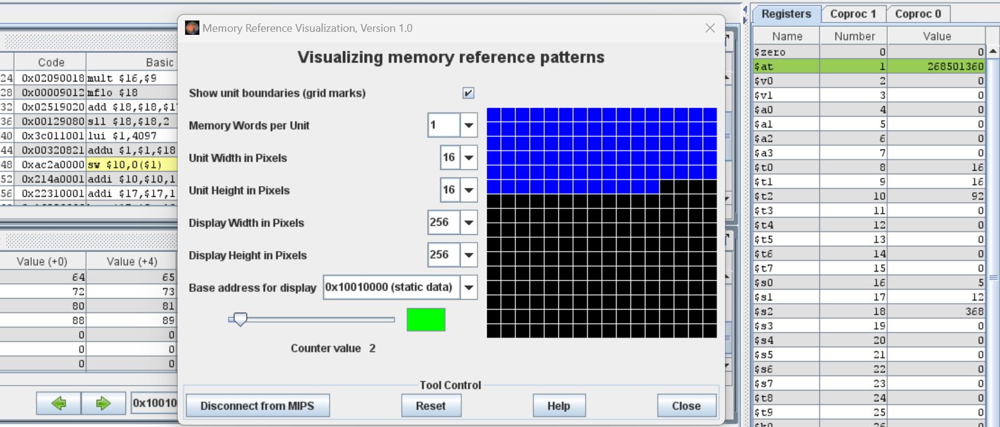 Memory Reference Visualization, Version 1.0
Visualizing memory reference patterns
Show unit boundaries (grid marks)
Memory Words per Unit 1
Unit Width in Pixels 16
Unit Height in Pixels 16
Display Width in Pixels 256
Display Height in Pixels 256
Base address for display 0x10010000 (static data)
Counter value 2
Tool Control
Disconnect from MIPS Reset Help Close
Code Basic
24 0x02090018 mult $16,$9
28 0x00009012 mflo $18
32 0x02519020 add $18,$18,$1
36 0x00129080 sll $18,$18,2
40 0x3c011001 lui $1,4097
44 0x00320821 addu $1,$1,$18
48 0xac2a0000 sw $10,0($1)
52 0x214a0001 addi $10,$10,1
56 0x22310001 addi $17,$17,1
Value (+0) Value (+4)
64 65
72 73
80 81
88 89
0 0
0 0
0 0
0x10010
Registers Coproc 1 Coproc 0
Name Number Value
$zero 0 0
$at 1 268501360
$v0 2 0
$v1 3 0
$a0 4 0
$a1 5 0
$a2 6 0
$a3 7 0
$t0 8 16
$t1 9 16
$t2 10 92
$t3 11 0
$t4 12 0
$t5 13 0
$t6 14 0
$t7 15 0
$s0 16 5
$s1 17 12
$s2 18 368
$s3 19 0
$s4 20 0
$s5 21 0
$s6 22 0
$s7 23 0
$t8 24 0
$t9 25 0